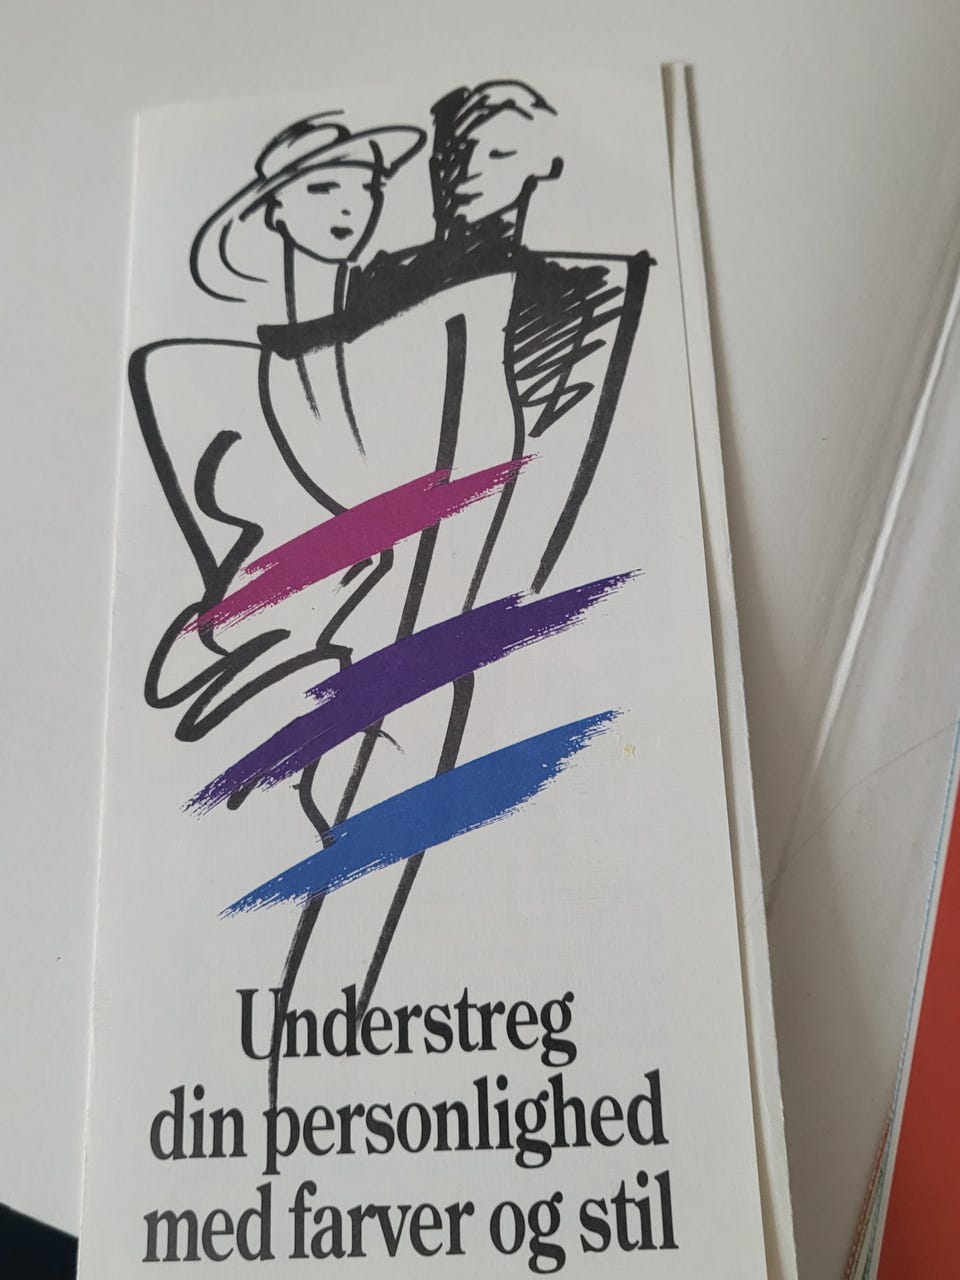 Understreg
din personlighed
med farver og stil